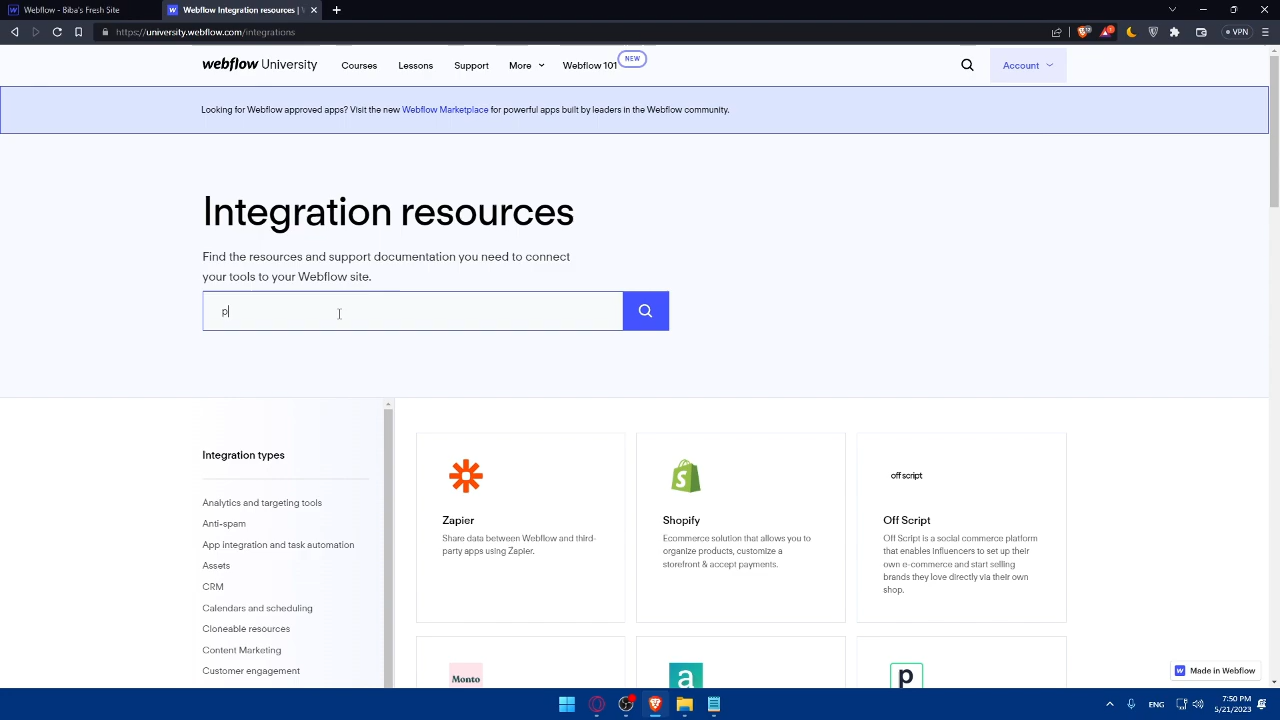 Webflow - Biba's Fresh Site
Webflow Integration resources |
https://university.webflow.com/integrations
VPN
webflow University
Courses
Lessons
Support
More
Webflow 101
NEW
Account
Looking for Webflow approved apps? Visit the new Webflow Marketplace for powerful apps built by leaders in the Webflow community.
Integration resources
Find the resources and support documentation you need to connect
your tools to your Webflow site.
p
Integration types
Analytics and targeting tools
Anti-spam
App integration and task automation
Assets
CRM
Calendars and scheduling
Cloneable resources
Content Marketing
Customer engagement
Zapier
Share data between Webflow and third-
party apps using Zapier.
Shopify
Ecommerce solution that allows you to
organize products, customize a
storefront & accept payments.
off script
Off Script
Off Script is a social commerce platform
that enables influencers to set up their
own e-commerce and start selling
brands they love directly via their own
shop.
Monto
a
p
Made in Webflow
ENG
7:50 PM
5/21/2023